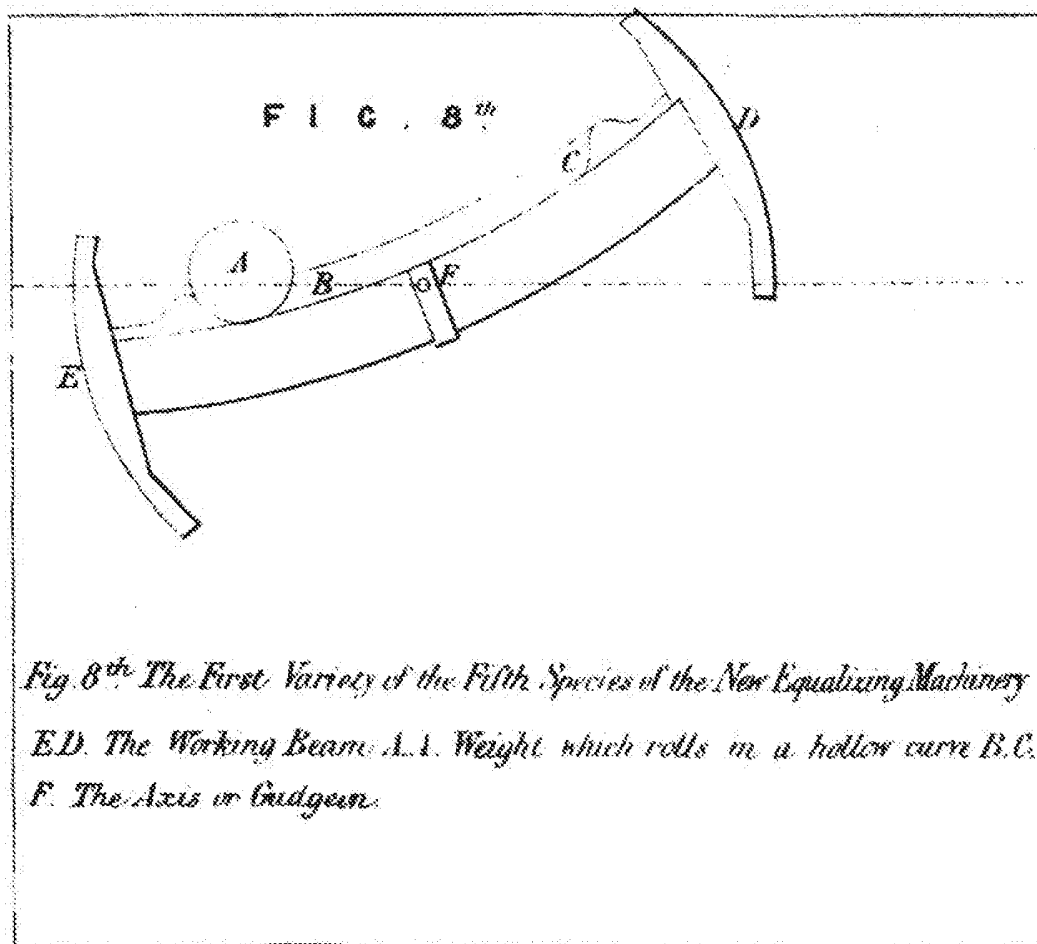 FIG. 8th
D
C
A
B
F
E
Fig. 8th The First Variety of the Fifth Species of the New Equalizing Machinery
E.D. The Working Beam. A.A. Weight which rolls in a hollow curve B.C.
F. The Axis or Gudgeon.